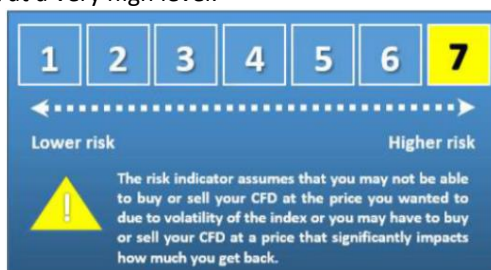 at a very high level.
1 2 3 4 5 6 7
Lower risk Higher risk
The risk indicator assumes that you may not be able
to buy or sell your CFD at the price you wanted to
due to volatility of the index or you may have to buy
or sell your CFD at a price that significantly impacts
how much you get back.